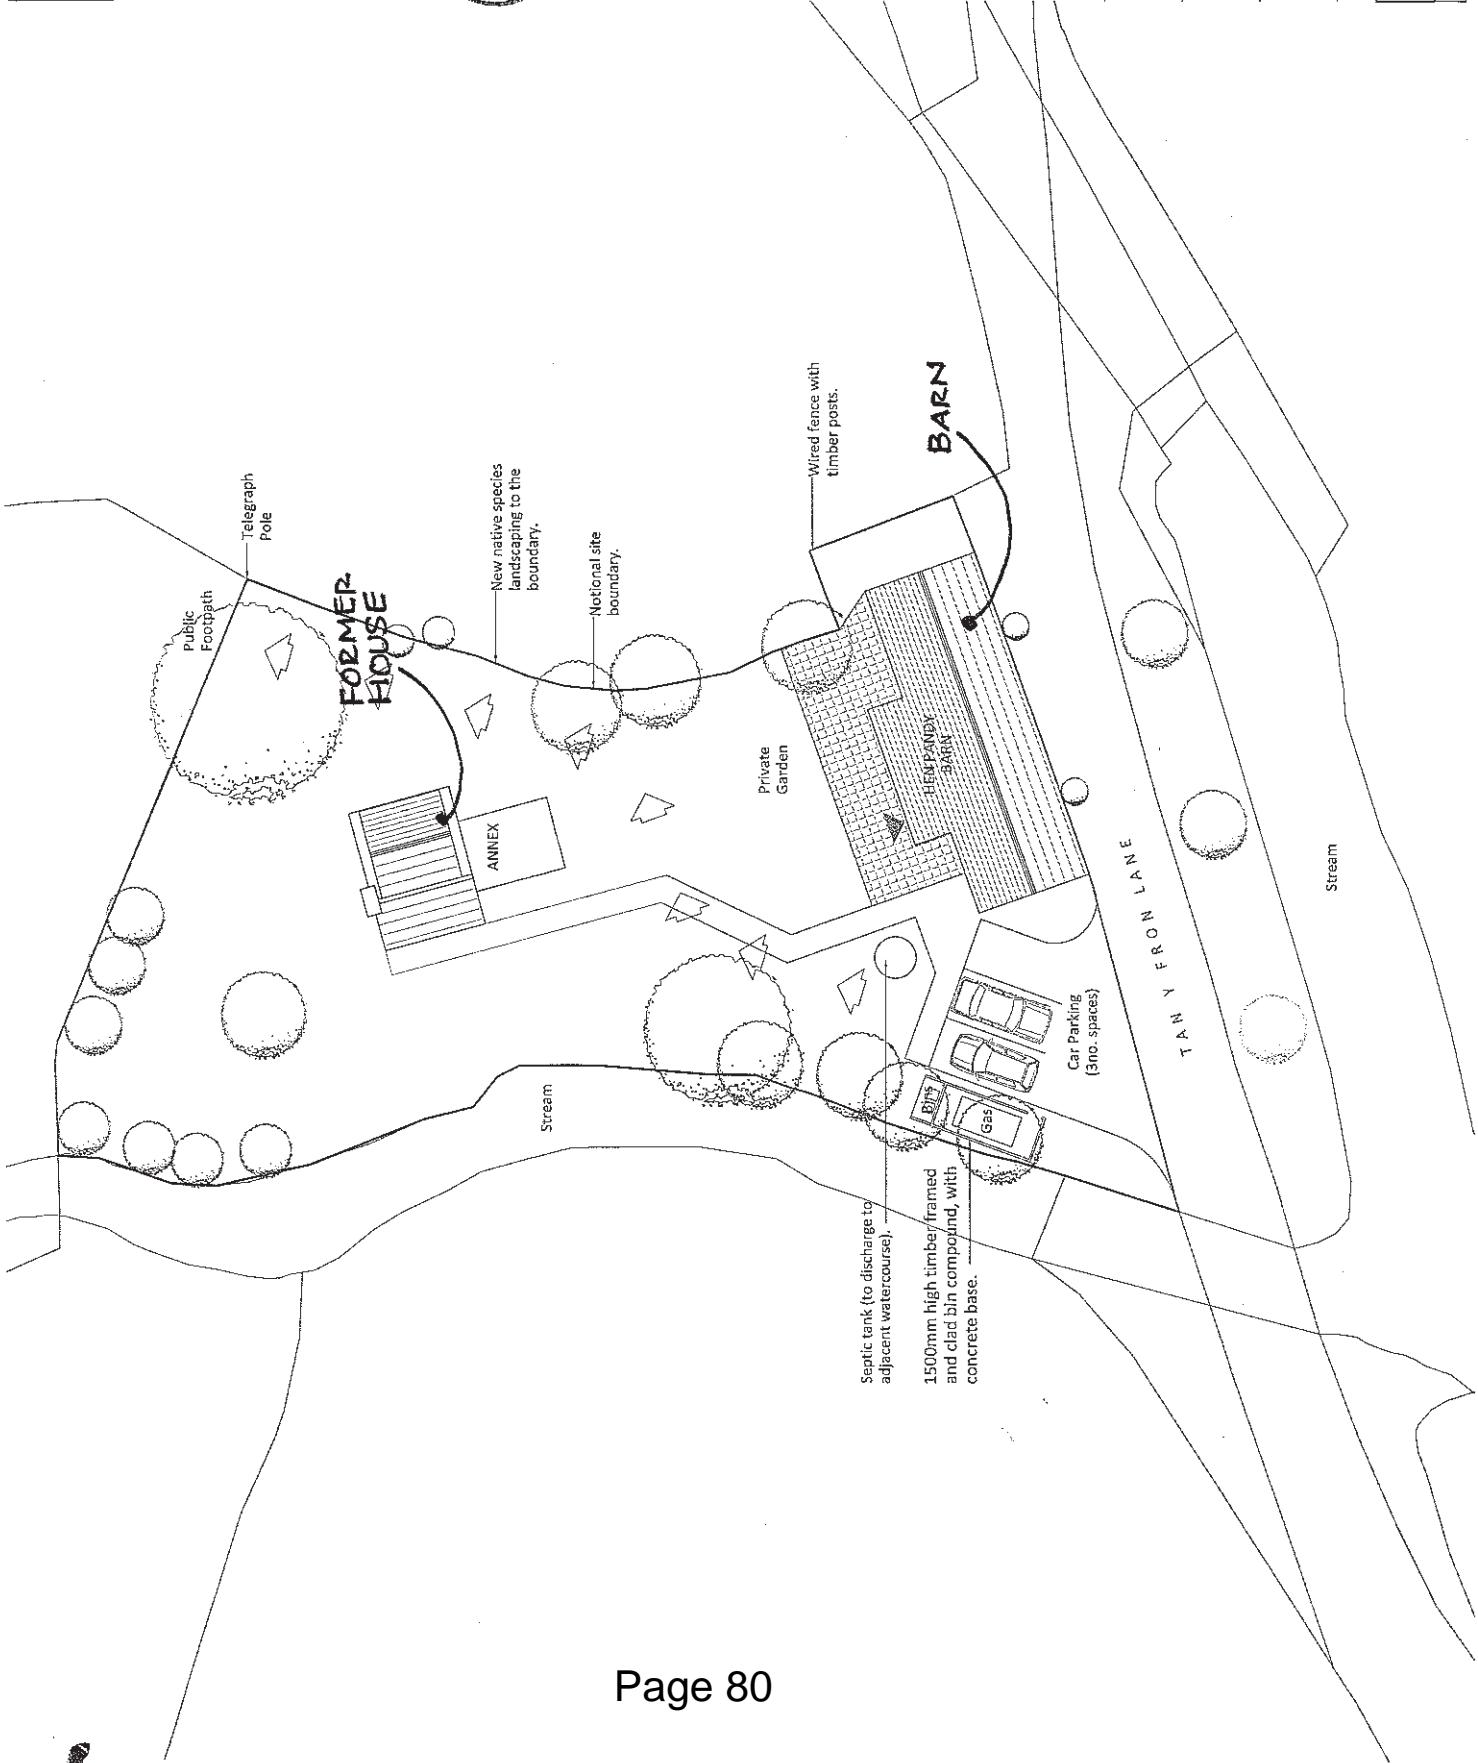 Telegraph
Pole
Public
Footpath
FORMER
HOUSE
New native species
landscaping to the
boundary.
Notional site
boundary.
Wired fence with
timber posts.
BARN
ANNEX
Private
Garden
HEN PANDY
BARN
TAN Y FRON LANE
Stream
Stream
Car Parking
(3no. spaces)
Bins
Gas
Septic tank (to discharge to
adjacent watercourse).
1500mm high timber framed
and clad bin compound, with
concrete base.
Page 80